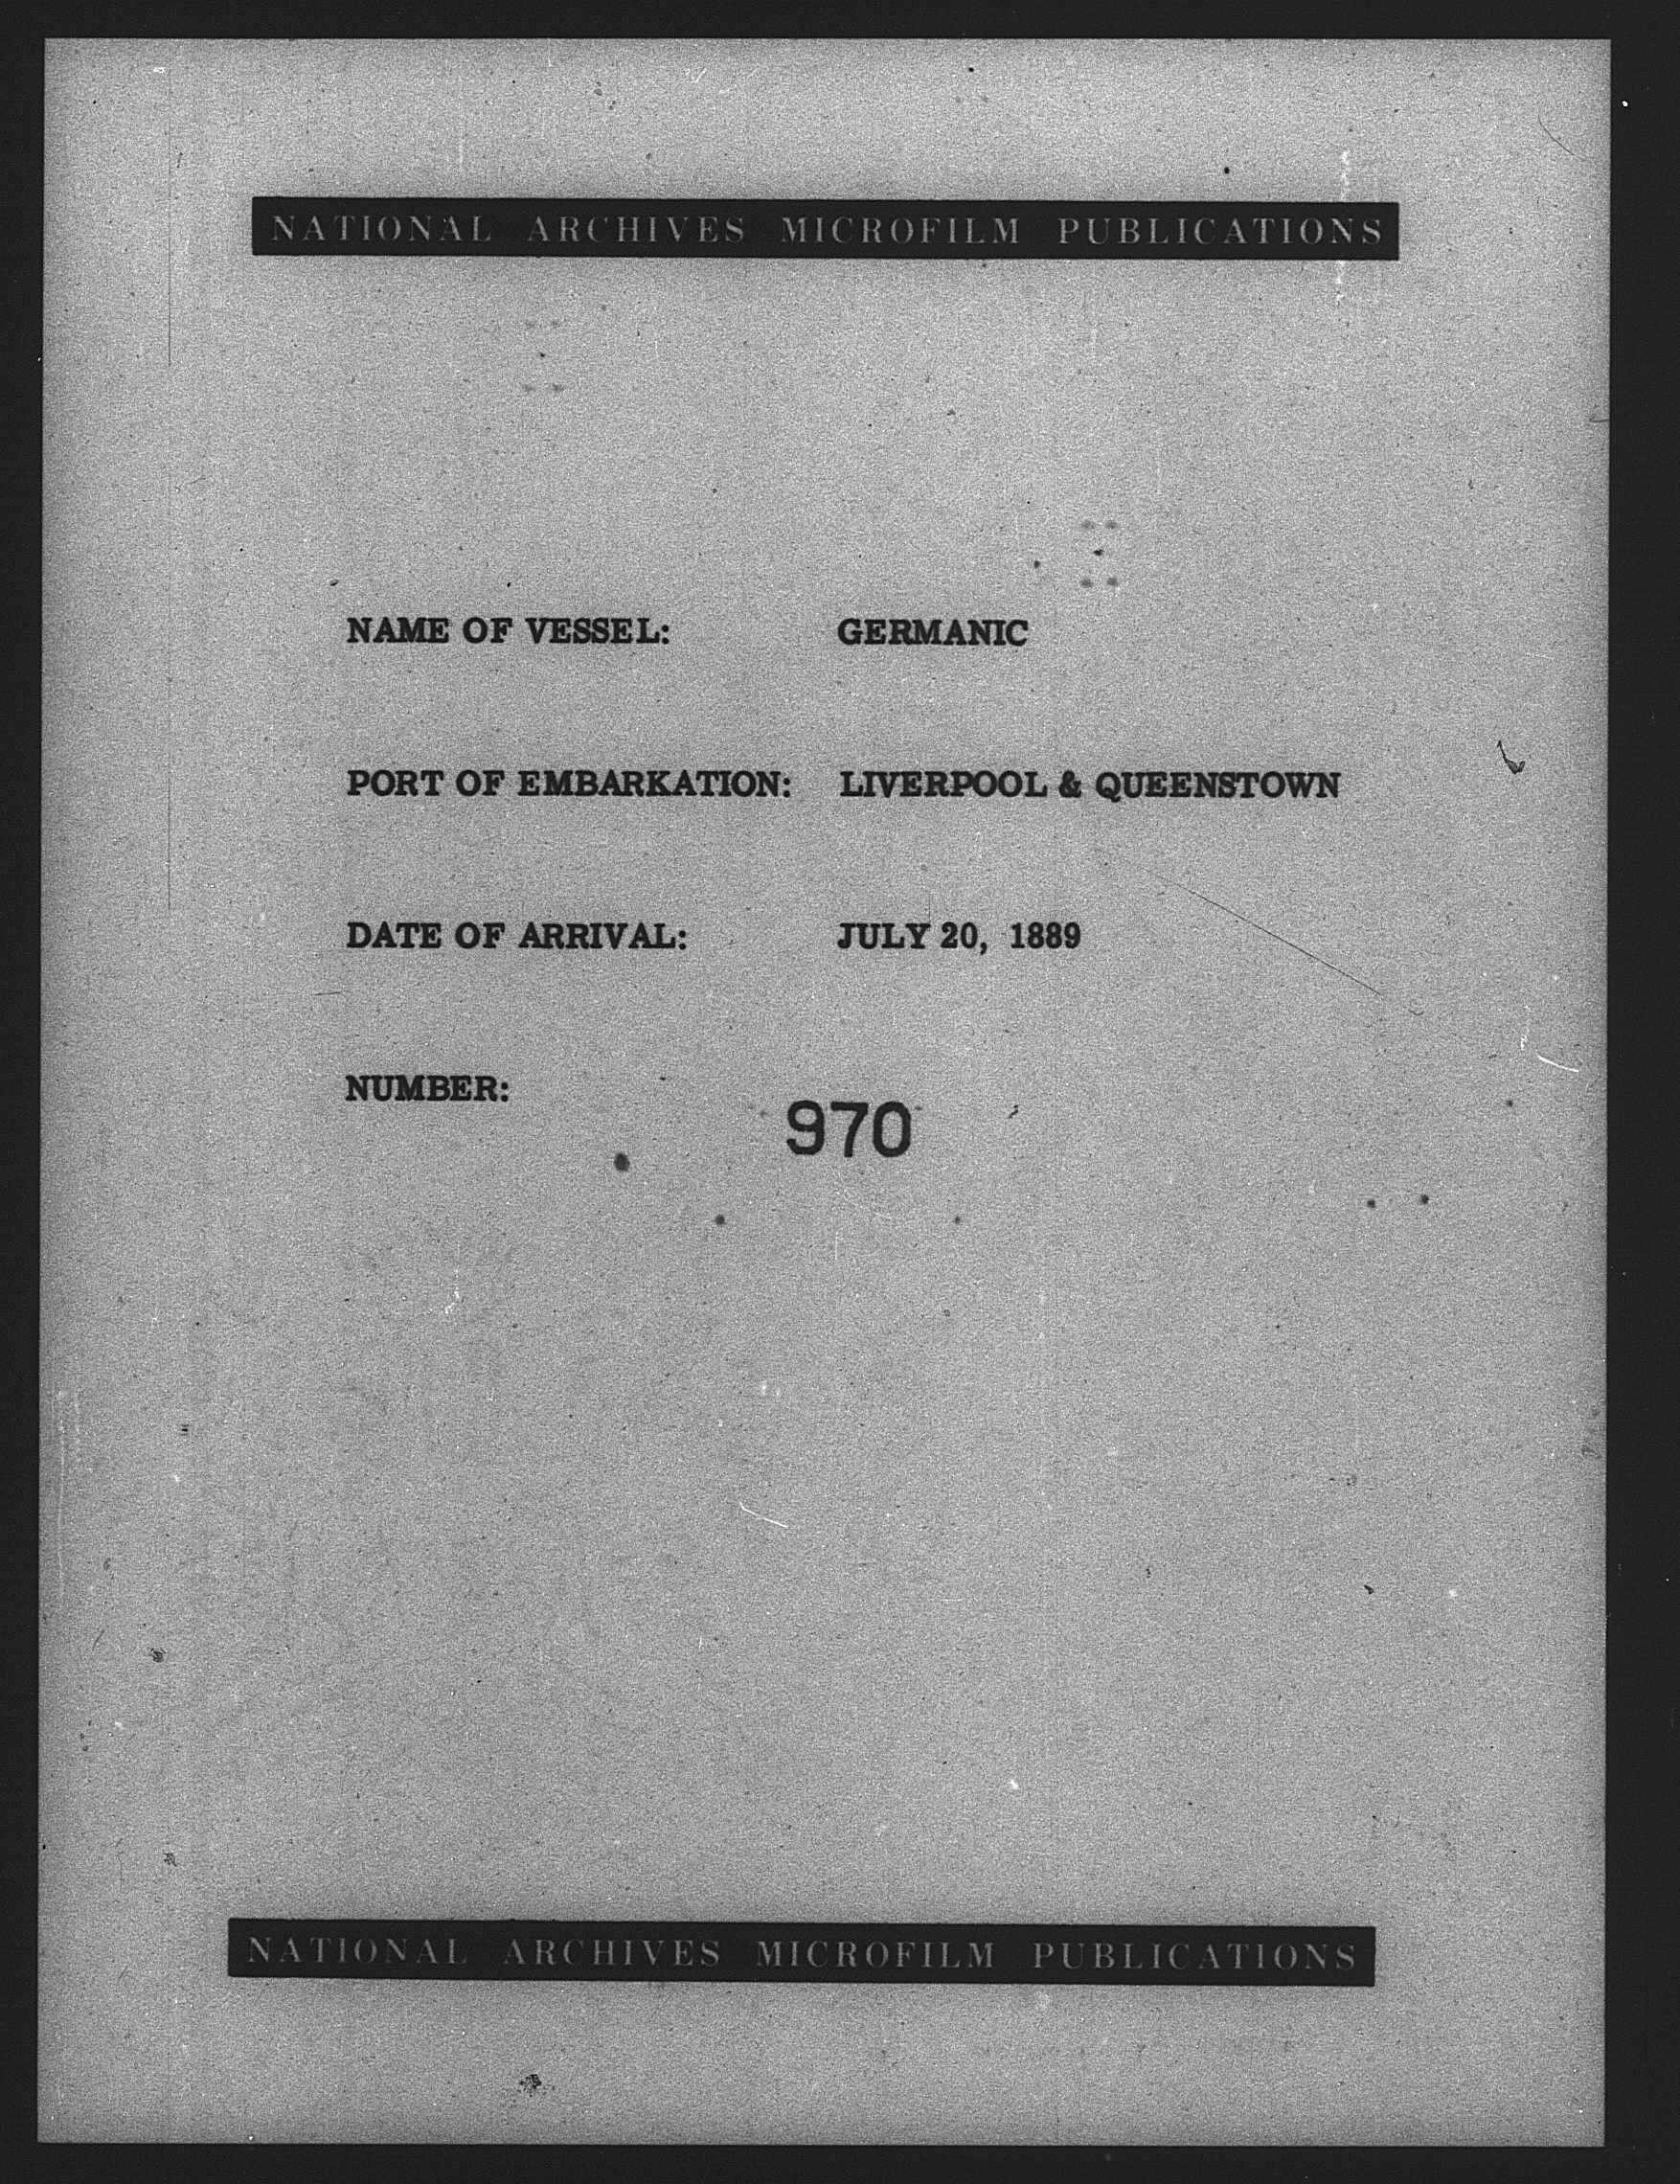 NATIONAL ARCHIVES MICROFILM PUBLICATIONS
NAME OF VESSEL: GERMANIC
PORT OF EMBARKATION: LIVERPOOL & QUEENSTOWN
DATE OF ARRIVAL: JULY 20, 1889
NUMBER: 970
NATIONAL ARCHIVES MICROFILM PUBLICATIONS